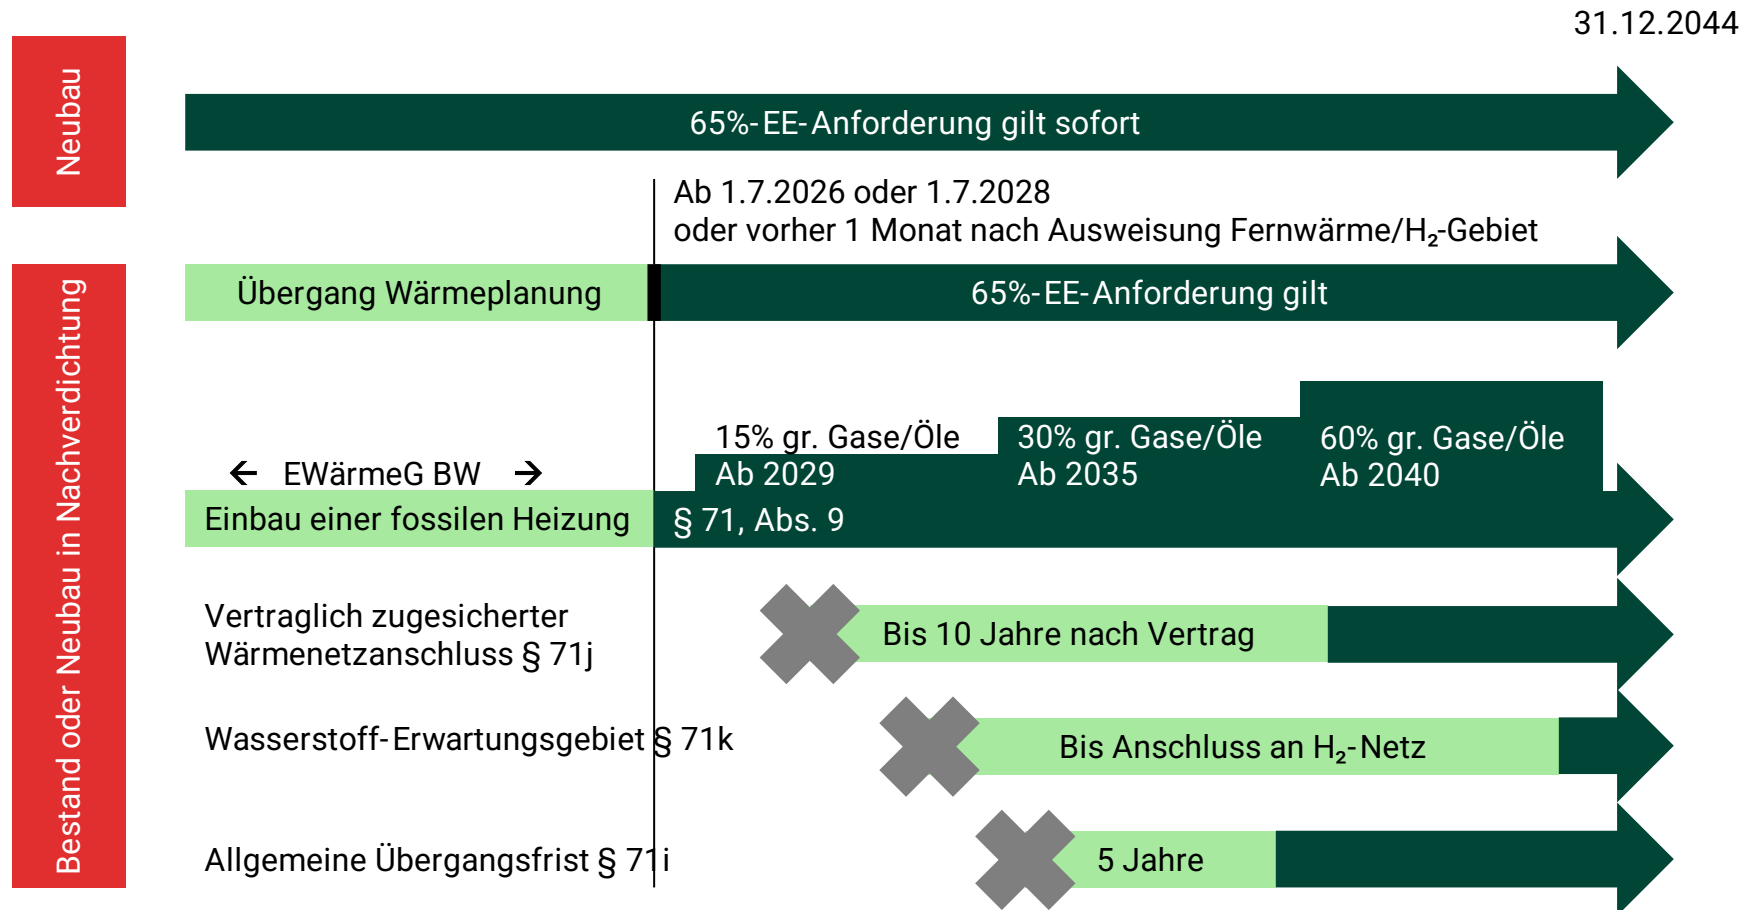 31.12.2044
Neubau
65%-EE-Anforderung gilt sofort
Ab 1.7.2026 oder 1.7.2028
oder vorher 1 Monat nach Ausweisung Fernwärme/H₂-Gebiet
Bestand oder Neubau in Nachverdichtung
Übergang Wärmeplanung
65%-EE-Anforderung gilt
15% gr. Gase/Öle
Ab 2029
30% gr. Gase/Öle
Ab 2035
60% gr. Gase/Öle
Ab 2040
← EWärmeG BW →
Einbau einer fossilen Heizung
§ 71, Abs. 9
Vertraglich zugesicherter
Wärmenetzanschluss § 71j
Bis 10 Jahre nach Vertrag
Wasserstoff-Erwartungsgebiet § 71k
Bis Anschluss an H₂-Netz
Allgemeine Übergangsfrist § 71i
5 Jahre